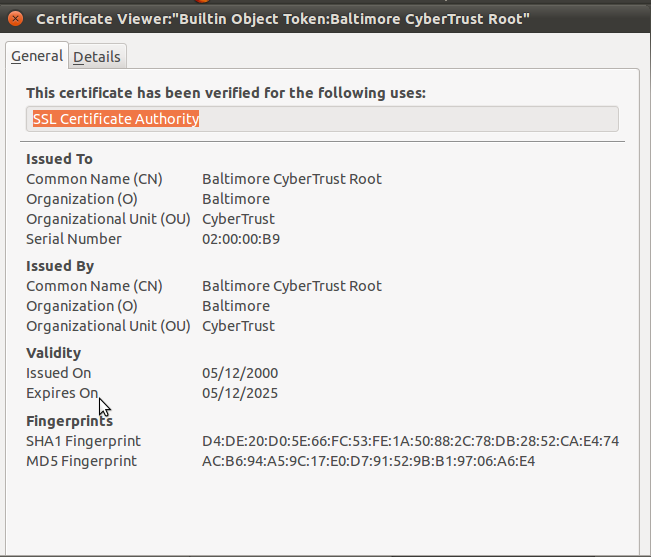 Certificate Viewer:"Builtin Object Token:Baltimore CyberTrust Root"
General Details
This certificate has been verified for the following uses:
SSL Certificate Authority
Issued To
Common Name (CN) Baltimore CyberTrust Root
Organization (O) Baltimore
Organizational Unit (OU) CyberTrust
Serial Number 02:00:00:B9
Issued By
Common Name (CN) Baltimore CyberTrust Root
Organization (O) Baltimore
Organizational Unit (OU) CyberTrust
Validity
Issued On 05/12/2000
Expires On 05/12/2025
Fingerprints
SHA1 Fingerprint D4:DE:20:D0:5E:66:FC:53:FE:1A:50:88:2C:78:DB:28:52:CA:E4:74
MD5 Fingerprint AC:B6:94:A5:9C:17:E0:D7:91:52:9B:B1:97:06:A6:E4